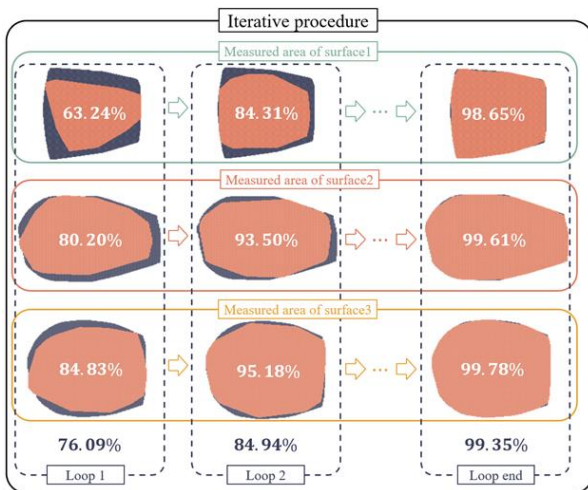 Iterative procedure
Measured area of surface1
63.24%
84.31%
...
98.65%
Measured area of surface2
80.20%
93.50%
...
99.61%
Measured area of surface3
84.83%
95.18%
...
99.78%
76.09%
84.94%
99.35%
Loop 1
Loop 2
Loop end